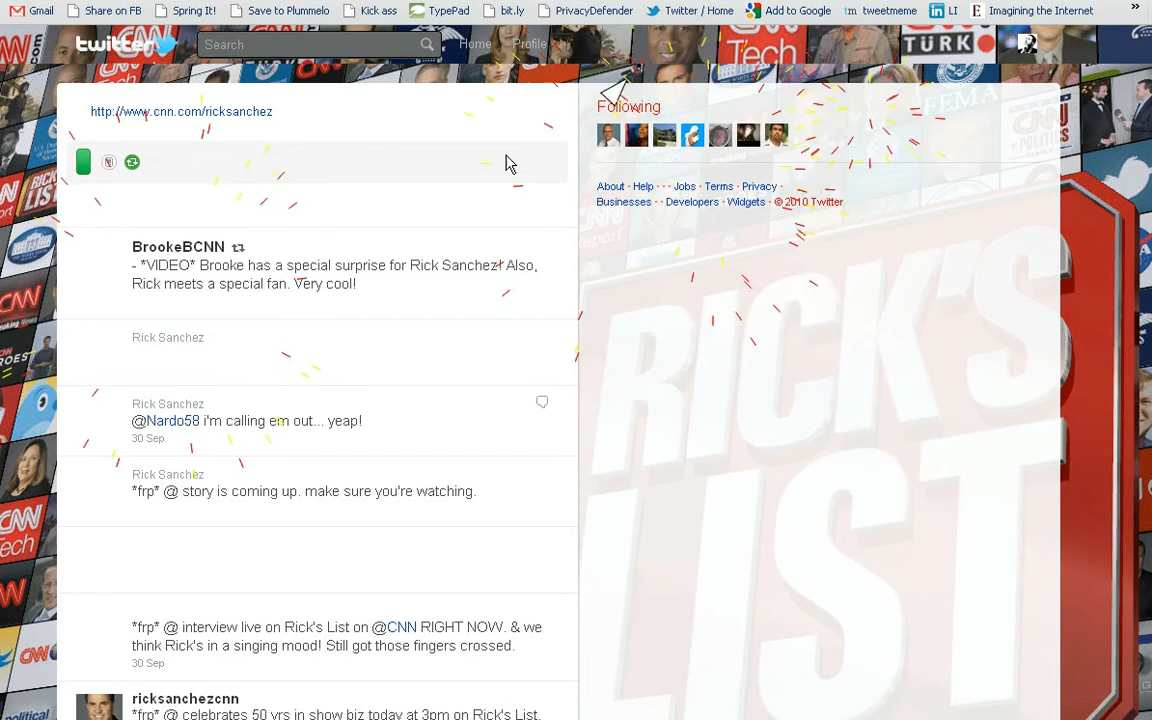 Gmail Share on FB Spring It! Save to Plummelo Kick ass TypePad bit.ly PrivacyDefender Twitter / Home Add to Google tweetmeme LI Imagining the Internet »
twitter Search Home Profile
http://www.cnn.com/ricksanchez
Following
About · Help · · · Jobs · Terms · Privacy ·
Businesses · · Developers · Widgets · © 2010 Twitter
BrookeBCNN
- *VIDEO* Brooke has a special surprise for Rick Sanchez! Also,
Rick meets a special fan. Very cool!
Rick Sanchez
Rick Sanchez
@Nardo58 i'm calling em out... yeap!
30 Sep
Rick Sanchez
*frp* @ story is coming up. make sure you're watching.
*frp* @ interview live on Rick's List on @CNN RIGHT NOW. & we
think Rick's in a singing mood! Still got those fingers crossed.
30 Sep
ricksanchezcnn
*frp* @ celebrates 50 yrs in show biz today at 3pm on Rick's List.
RICK'S
LIST
CNN
Tech
CNN
TÜRK
FEMA